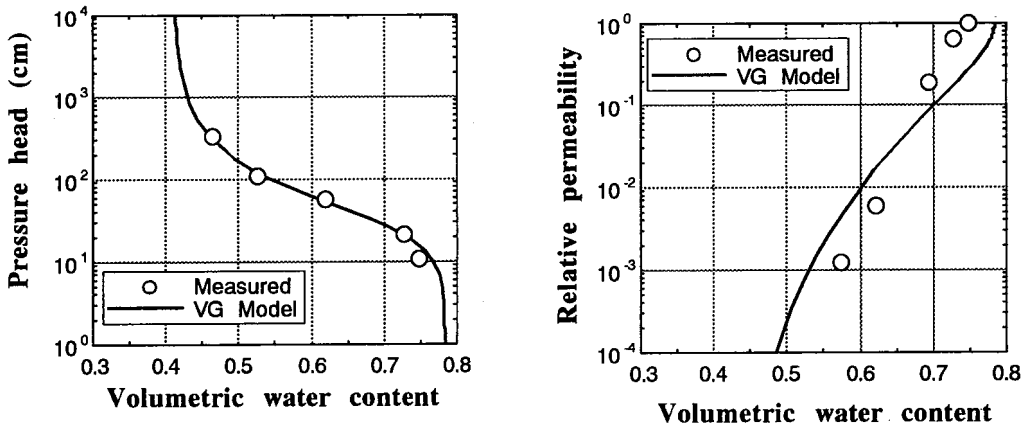 10^4
10^3
10^2
10^1
10^0
Pressure head (cm)
Measured
VG Model
0.3 0.4 0.5 0.6 0.7 0.8
Volumetric water content
10^0
10^-1
10^-2
10^-3
10^-4
Relative permeability
Measured
VG Model
0.3 0.4 0.5 0.6 0.7 0.8
Volumetric water content